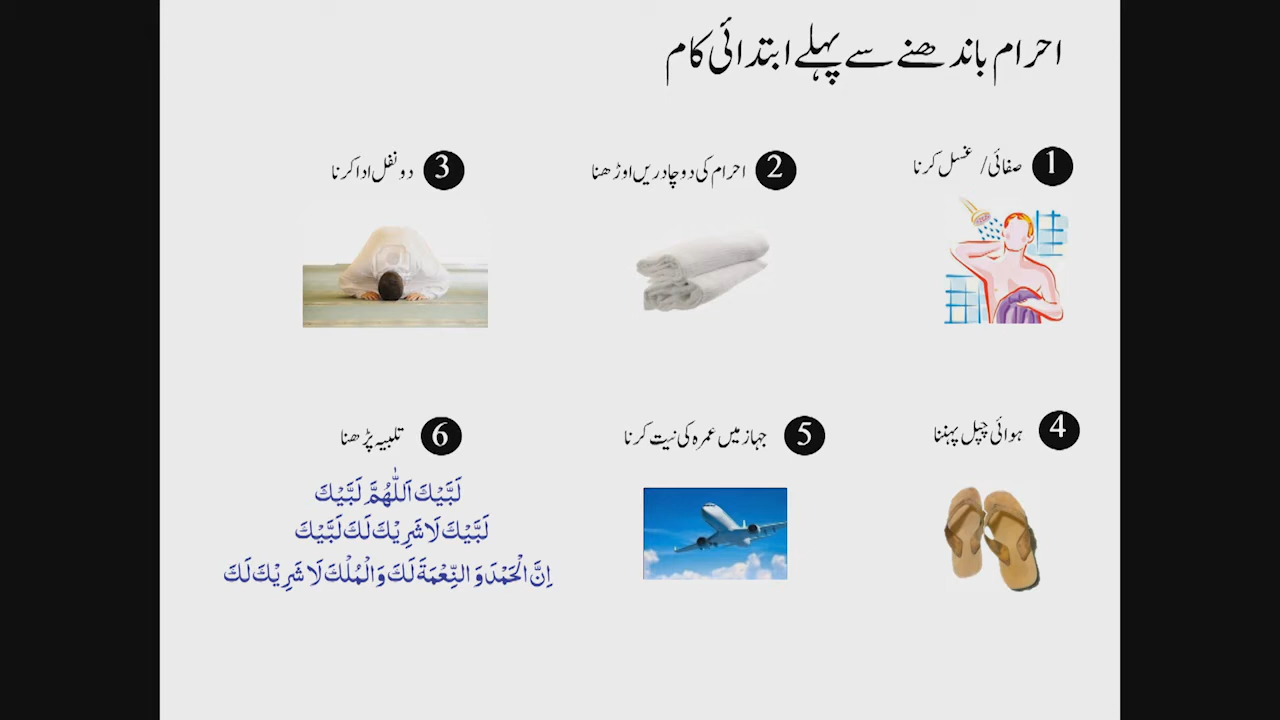 احرام باندھنے سے پہلے ابتدائی کام
1 صفائی / غسل کرنا
2 احرام کی دو چادریں اوڑھنا
3 دو نفل ادا کرنا
4 ہوائی چپل پہننا
5 جہاز میں عمرہ کی نیت کرنا
6 تلبیہ پڑھنا
لَبَّيْكَ اَللّٰهُمَّ لَبَّيْكَ
لَبَّيْكَ لَا شَرِيْكَ لَكَ لَبَّيْكَ
اِنَّ الْحَمْدَ وَ النِّعْمَةَ لَكَ وَ الْمُلْكَ لَا شَرِيْكَ لَكَ